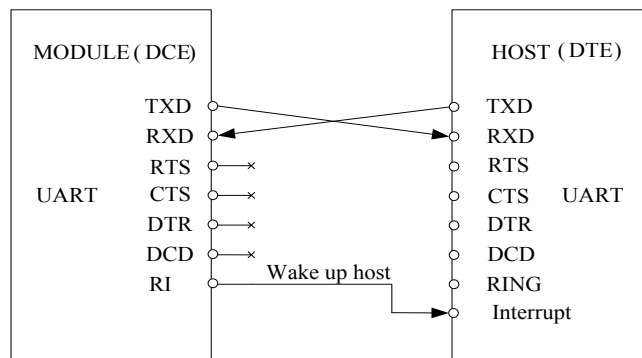 MODULE (DCE)
HOST (DTE)
TXD
TXD
RXD
RXD
RTS
RTS
UART
CTS
CTS
UART
DTR
DTR
DCD
DCD
RI
Wake up host
RING
Interrupt